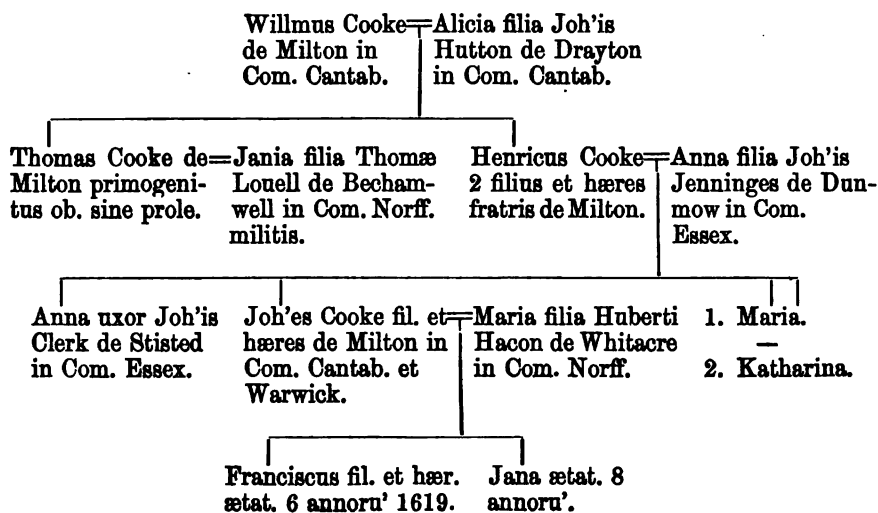 Willmus Cooke
de Milton in
Com. Cantab.
Alicia filia Joh'is
Hutton de Drayton
in Com. Cantab.
Thomas Cooke de
Milton primogeni-
tus ob. sine prole.
Jania filia Thomæ
Louell de Becham-
well in Com. Norff.
militis.
Henricus Cooke
2 filius et hæres
fratris de Milton.
Anna filia Joh'is
Jenninges de Dun-
mow in Com.
Essex.
Anna uxor Joh'is
Clerk de Stisted
in Com. Essex.
Joh'es Cooke fil. et
hæres de Milton in
Com. Cantab. et
Warwick.
Maria filia Huberti
Hacon de Whitacre
in Com. Norff.
1. Maria.
—
2. Katharina.
Franciscus fil. et hær.
ætat. 6 annoru' 1619.
Jana ætat. 8
annoru'.